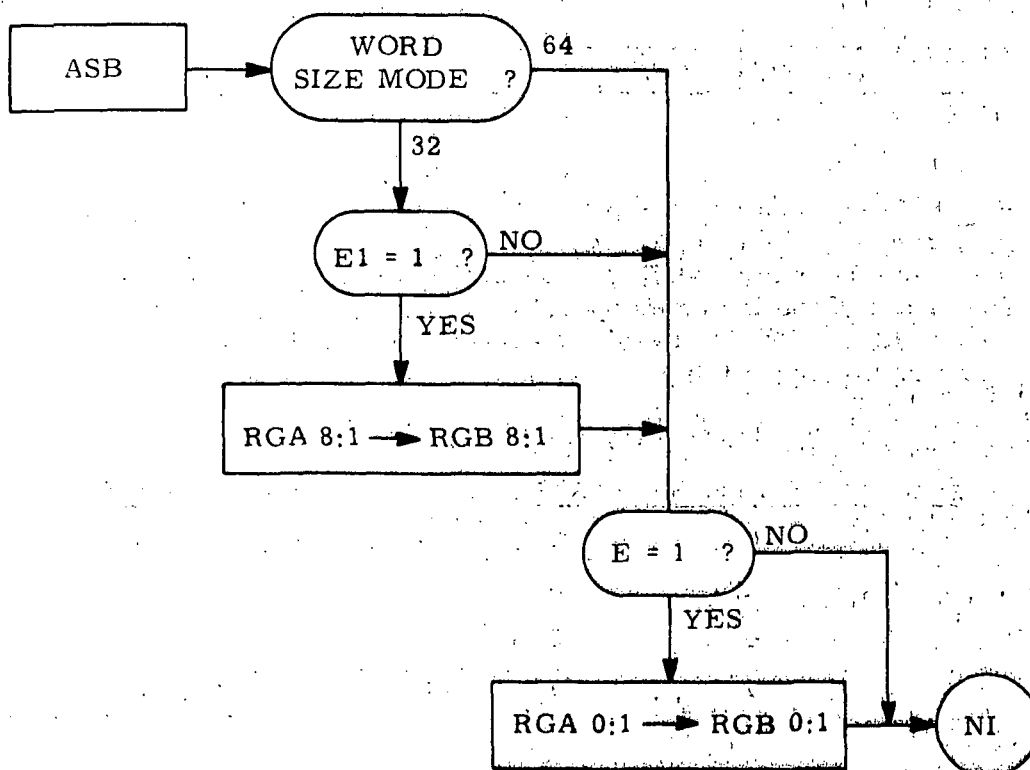 ASB
WORD
SIZE MODE ?
64
32
E1 = 1 ?
NO
YES
RGA 8:1 → RGB 8:1
E = 1 ?
NO
YES
RGA 0:1 → RGB 0:1
NI